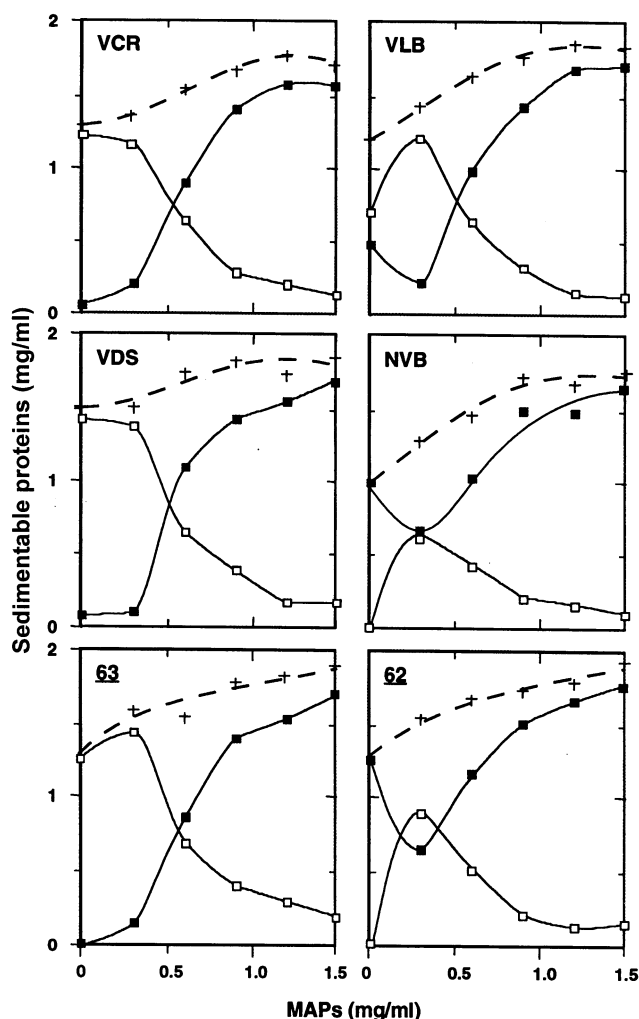 VCR
VLB
2
1
0
VDS
NVB
2
1
0
63
62
2
1
0
Sedimentable proteins (mg/ml)
0 0.5 1.0 1.5 0 0.5 1.0 1.5
MAPs (mg/ml)